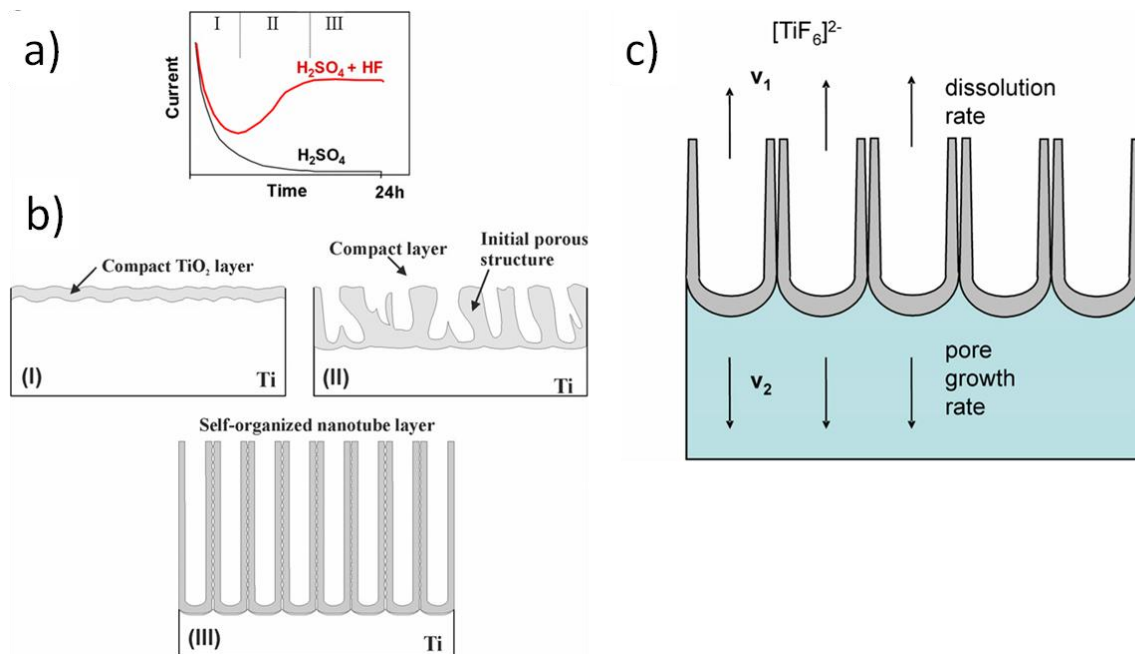 a)
I II III
H₂SO₄ + HF
Current
H₂SO₄
Time
24h
b)
Compact TiO₂ layer
Ti
(I)
Compact layer
Initial porous
structure
(II)
Ti
Self-organized nanotube layer
(III)
Ti
c)
[TiF₆]²⁻
v₁
dissolution
rate
v₂
pore
growth
rate